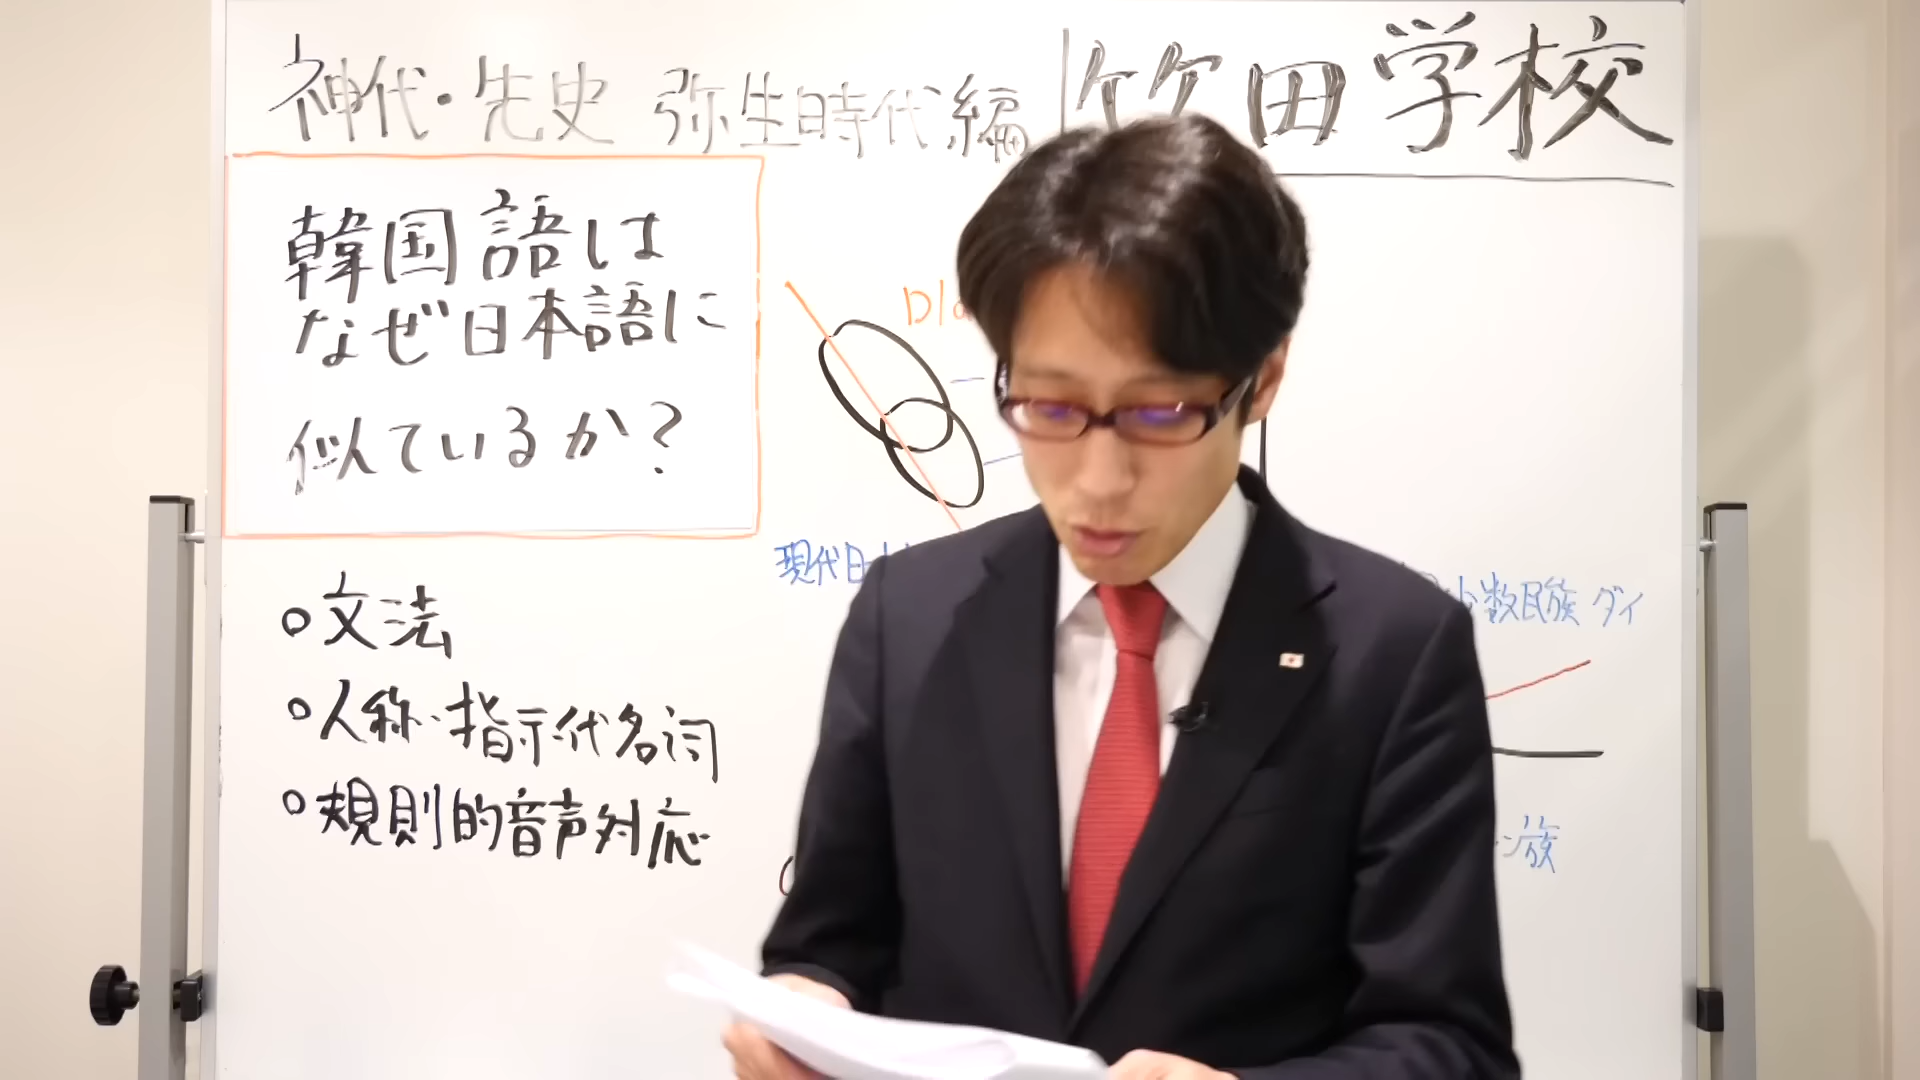 神代・先史 弥生時代編
竹田学校
韓国語は
なぜ日本語に
似ているか?
○文法
○人称・指示代名詞
○規則的音声対応
D1a
現代日
少数民族 ダイ
族